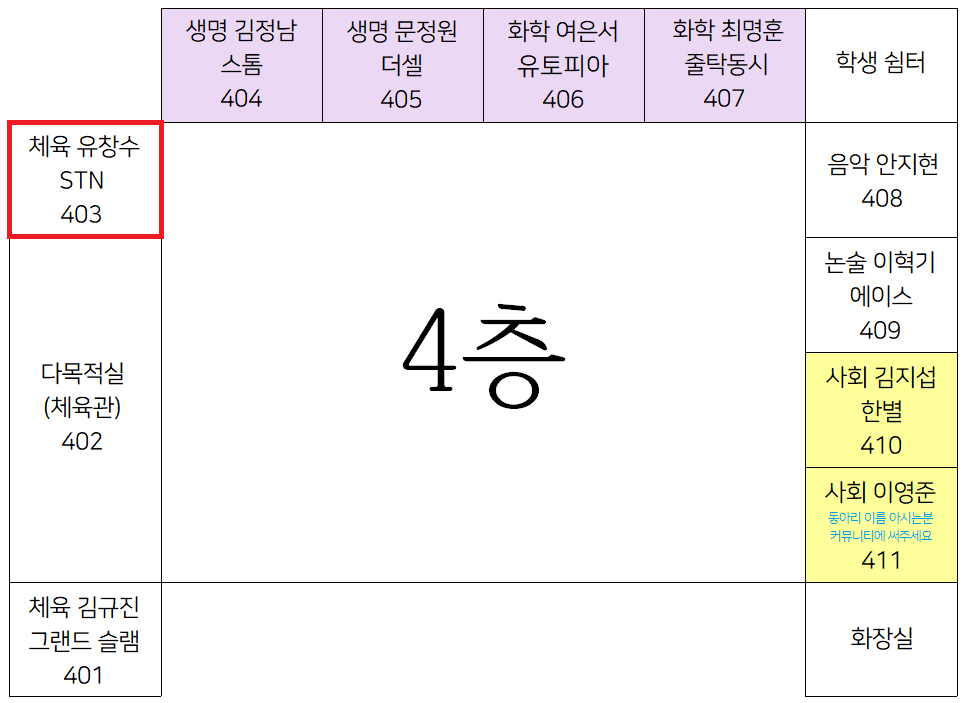 생명 김정남
스톰
404
생명 문정원
더셀
405
화학 여은서
유토피아
406
화학 최명훈
줄탁동시
407
학생 쉼터
체육 유창수
STN
403
음악 안지현
408
논술 이혁기
에이스
409
다목적실
(체육관)
402
4층
사회 김지섭
한별
410
사회 이영준
동아리 이름 아시는분
커뮤니티에 써주세요
411
체육 김규진
그랜드 슬램
401
화장실